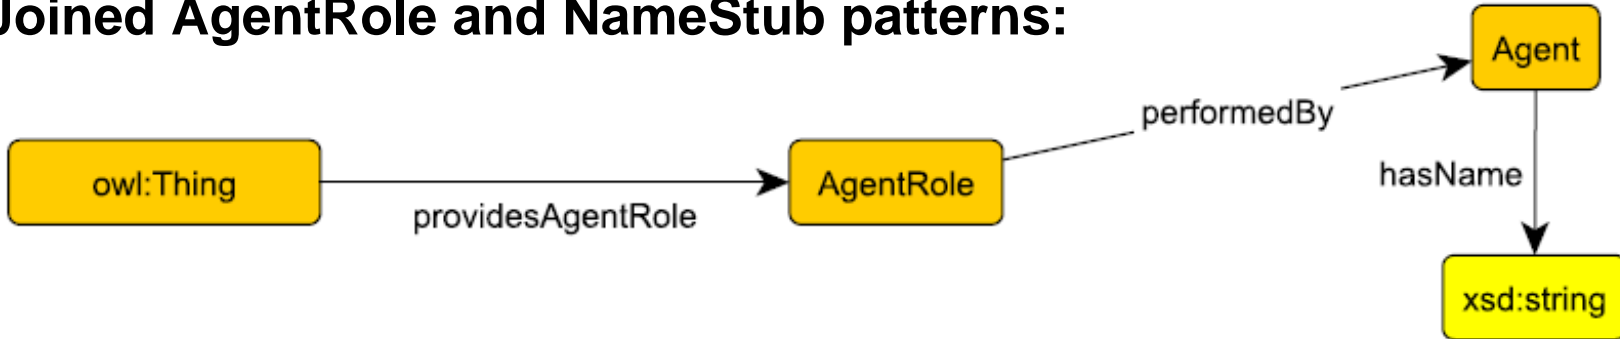 Joined AgentRole and NameStub patterns:
Agent
performedBy
owl:Thing
AgentRole
hasName
providesAgentRole
xsd:string